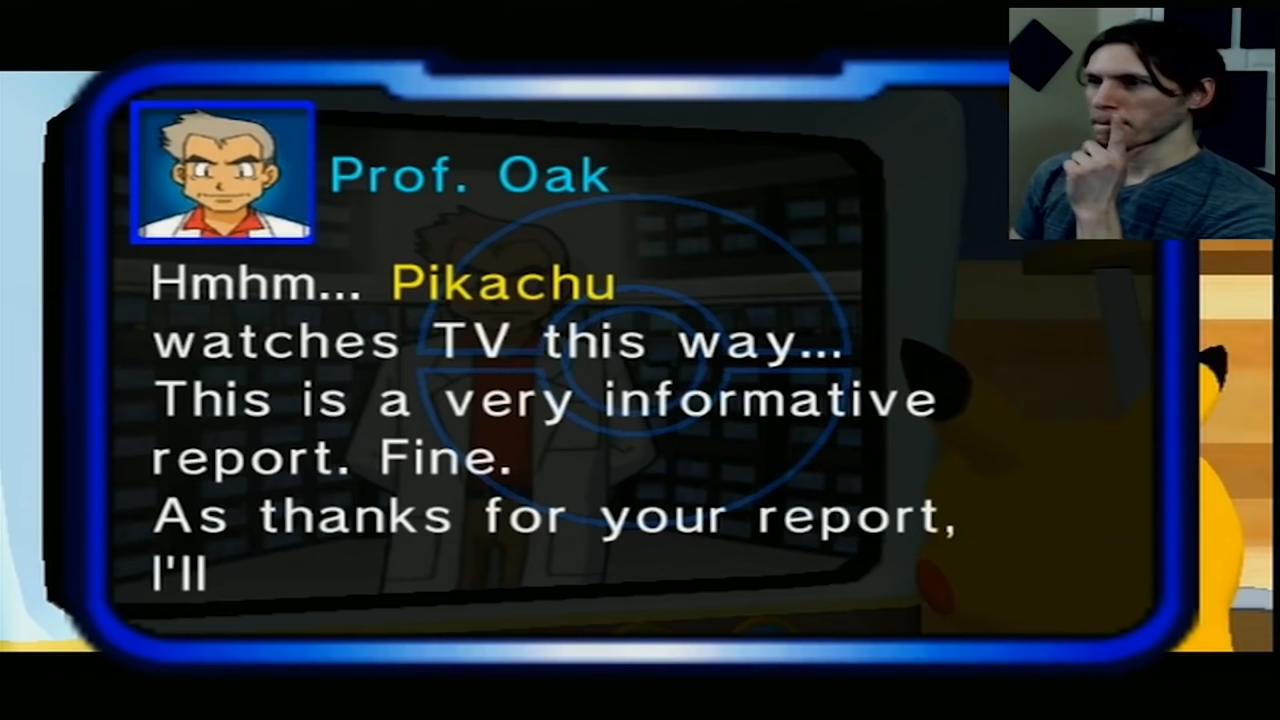 Prof. Oak
Hmhm... Pikachu
watches TV this way...
This is a very informative
report. Fine.
As thanks for your report,
I'll